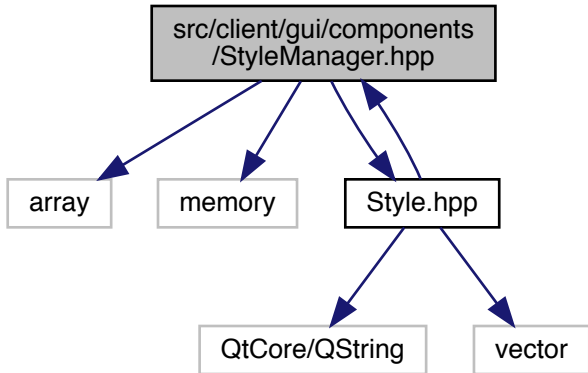 src/client/gui/components
/StyleManager.hpp
array
memory
Style.hpp
QtCore/QString
vector